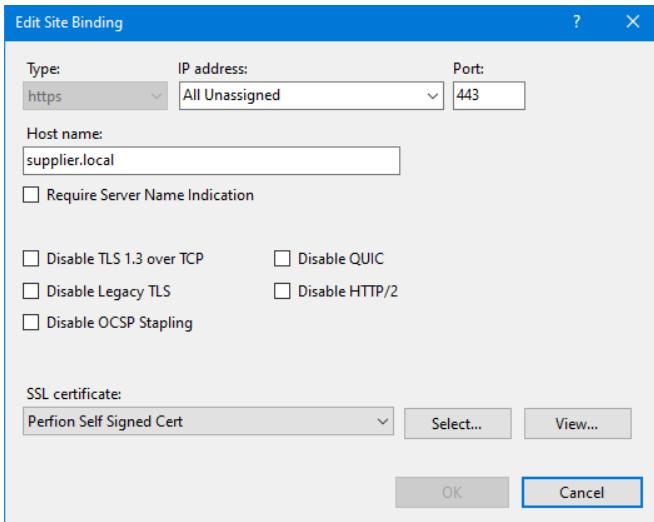 Edit Site Binding
?
Type:
IP address:
Port:
https
All Unassigned
443
Host name:
supplier.local
Require Server Name Indication
Disable TLS 1.3 over TCP
Disable QUIC
Disable Legacy TLS
Disable HTTP/2
Disable OCSP Stapling
SSL certificate:
Perfion Self Signed Cert
Select...
View...
OK
Cancel